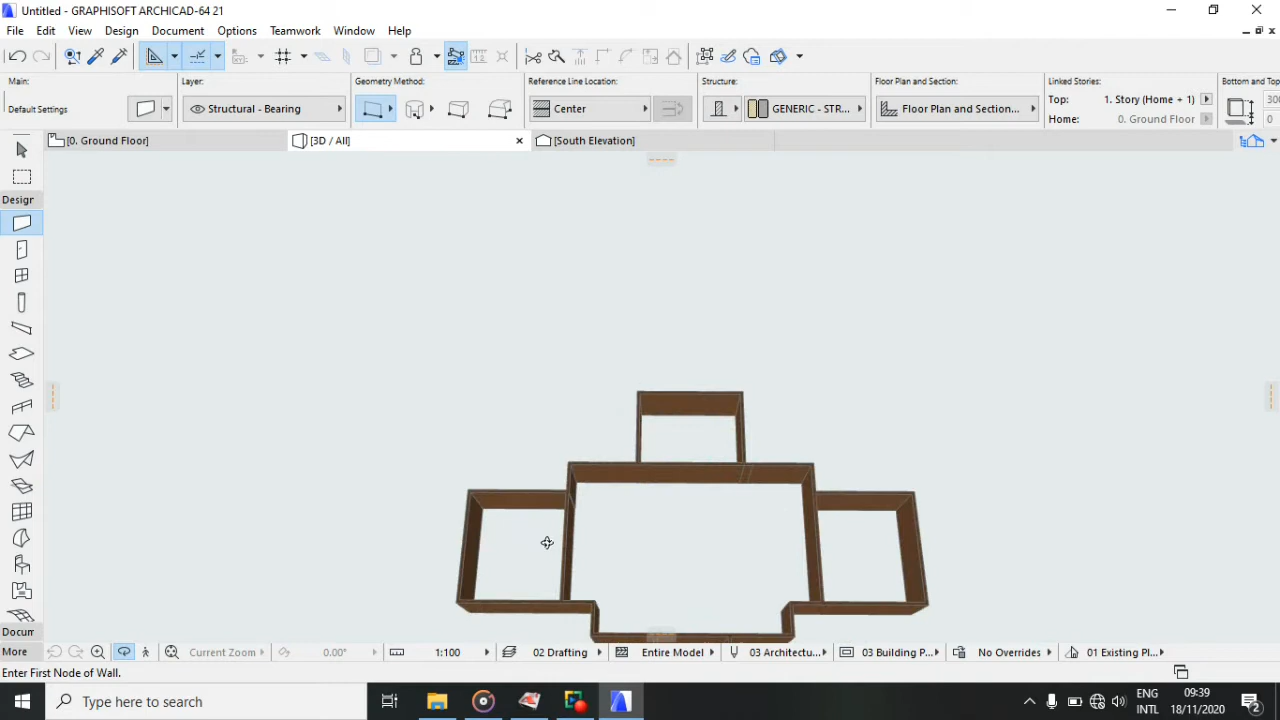 Untitled - GRAPHISOFT ARCHICAD-64 21
File Edit View Design Document Options Teamwork Window Help
Main: Layer: Geometry Method: Reference Line Location: Structure: Floor Plan and Section: Linked Stories: Bottom and Top
Default Settings Structural - Bearing Center GENERIC - STR... Floor Plan and Section... Top: 1. Story (Home + 1) 300
Home: 0. Ground Floor 0
[0. Ground Floor] [3D / All] [South Elevation]
Design
Docum
More Current Zoom 0.00° 1:100 02 Drafting Entire Model 03 Architectu... 03 Building P... No Overrides 01 Existing Pl...
Enter First Node of Wall.
Type here to search
ENG 09:39
INTL 18/11/2020 2